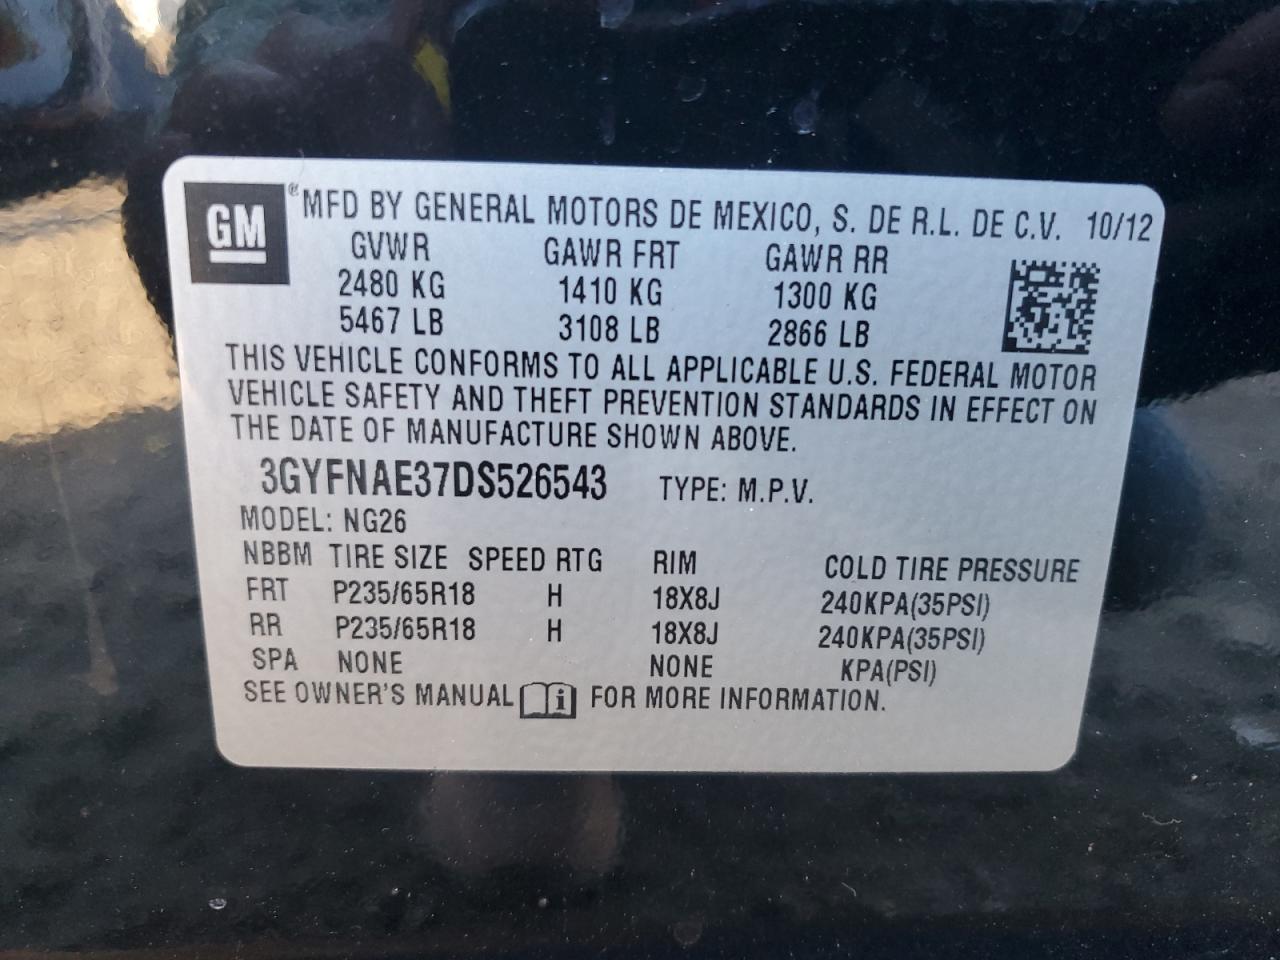 GM ® MFD BY GENERAL MOTORS DE MEXICO, S. DE R.L. DE C.V. 10/12
GVWR GAWR FRT GAWR RR
2480 KG 1410 KG 1300 KG
5467 LB 3108 LB 2866 LB
THIS VEHICLE CONFORMS TO ALL APPLICABLE U.S. FEDERAL MOTOR
VEHICLE SAFETY AND THEFT PREVENTION STANDARDS IN EFFECT ON
THE DATE OF MANUFACTURE SHOWN ABOVE.
3GYFNAE37DS526543 TYPE: M.P.V.
MODEL: NG26
NBBM TIRE SIZE SPEED RTG RIM COLD TIRE PRESSURE
FRT P235/65R18 H 18X8J 240KPA(35PSI)
RR P235/65R18 H 18X8J 240KPA(35PSI)
SPA NONE NONE KPA(PSI)
SEE OWNER'S MANUAL i FOR MORE INFORMATION.